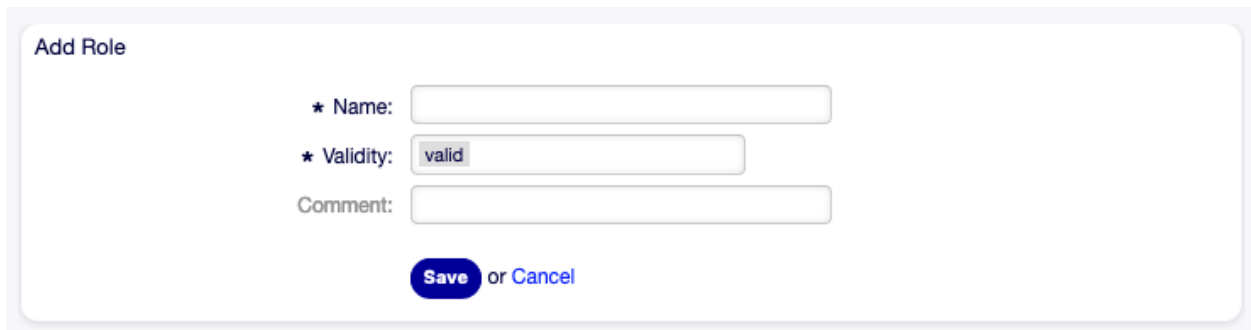 Add Role
★ Name:
★ Validity: valid
Comment:
Save or Cancel